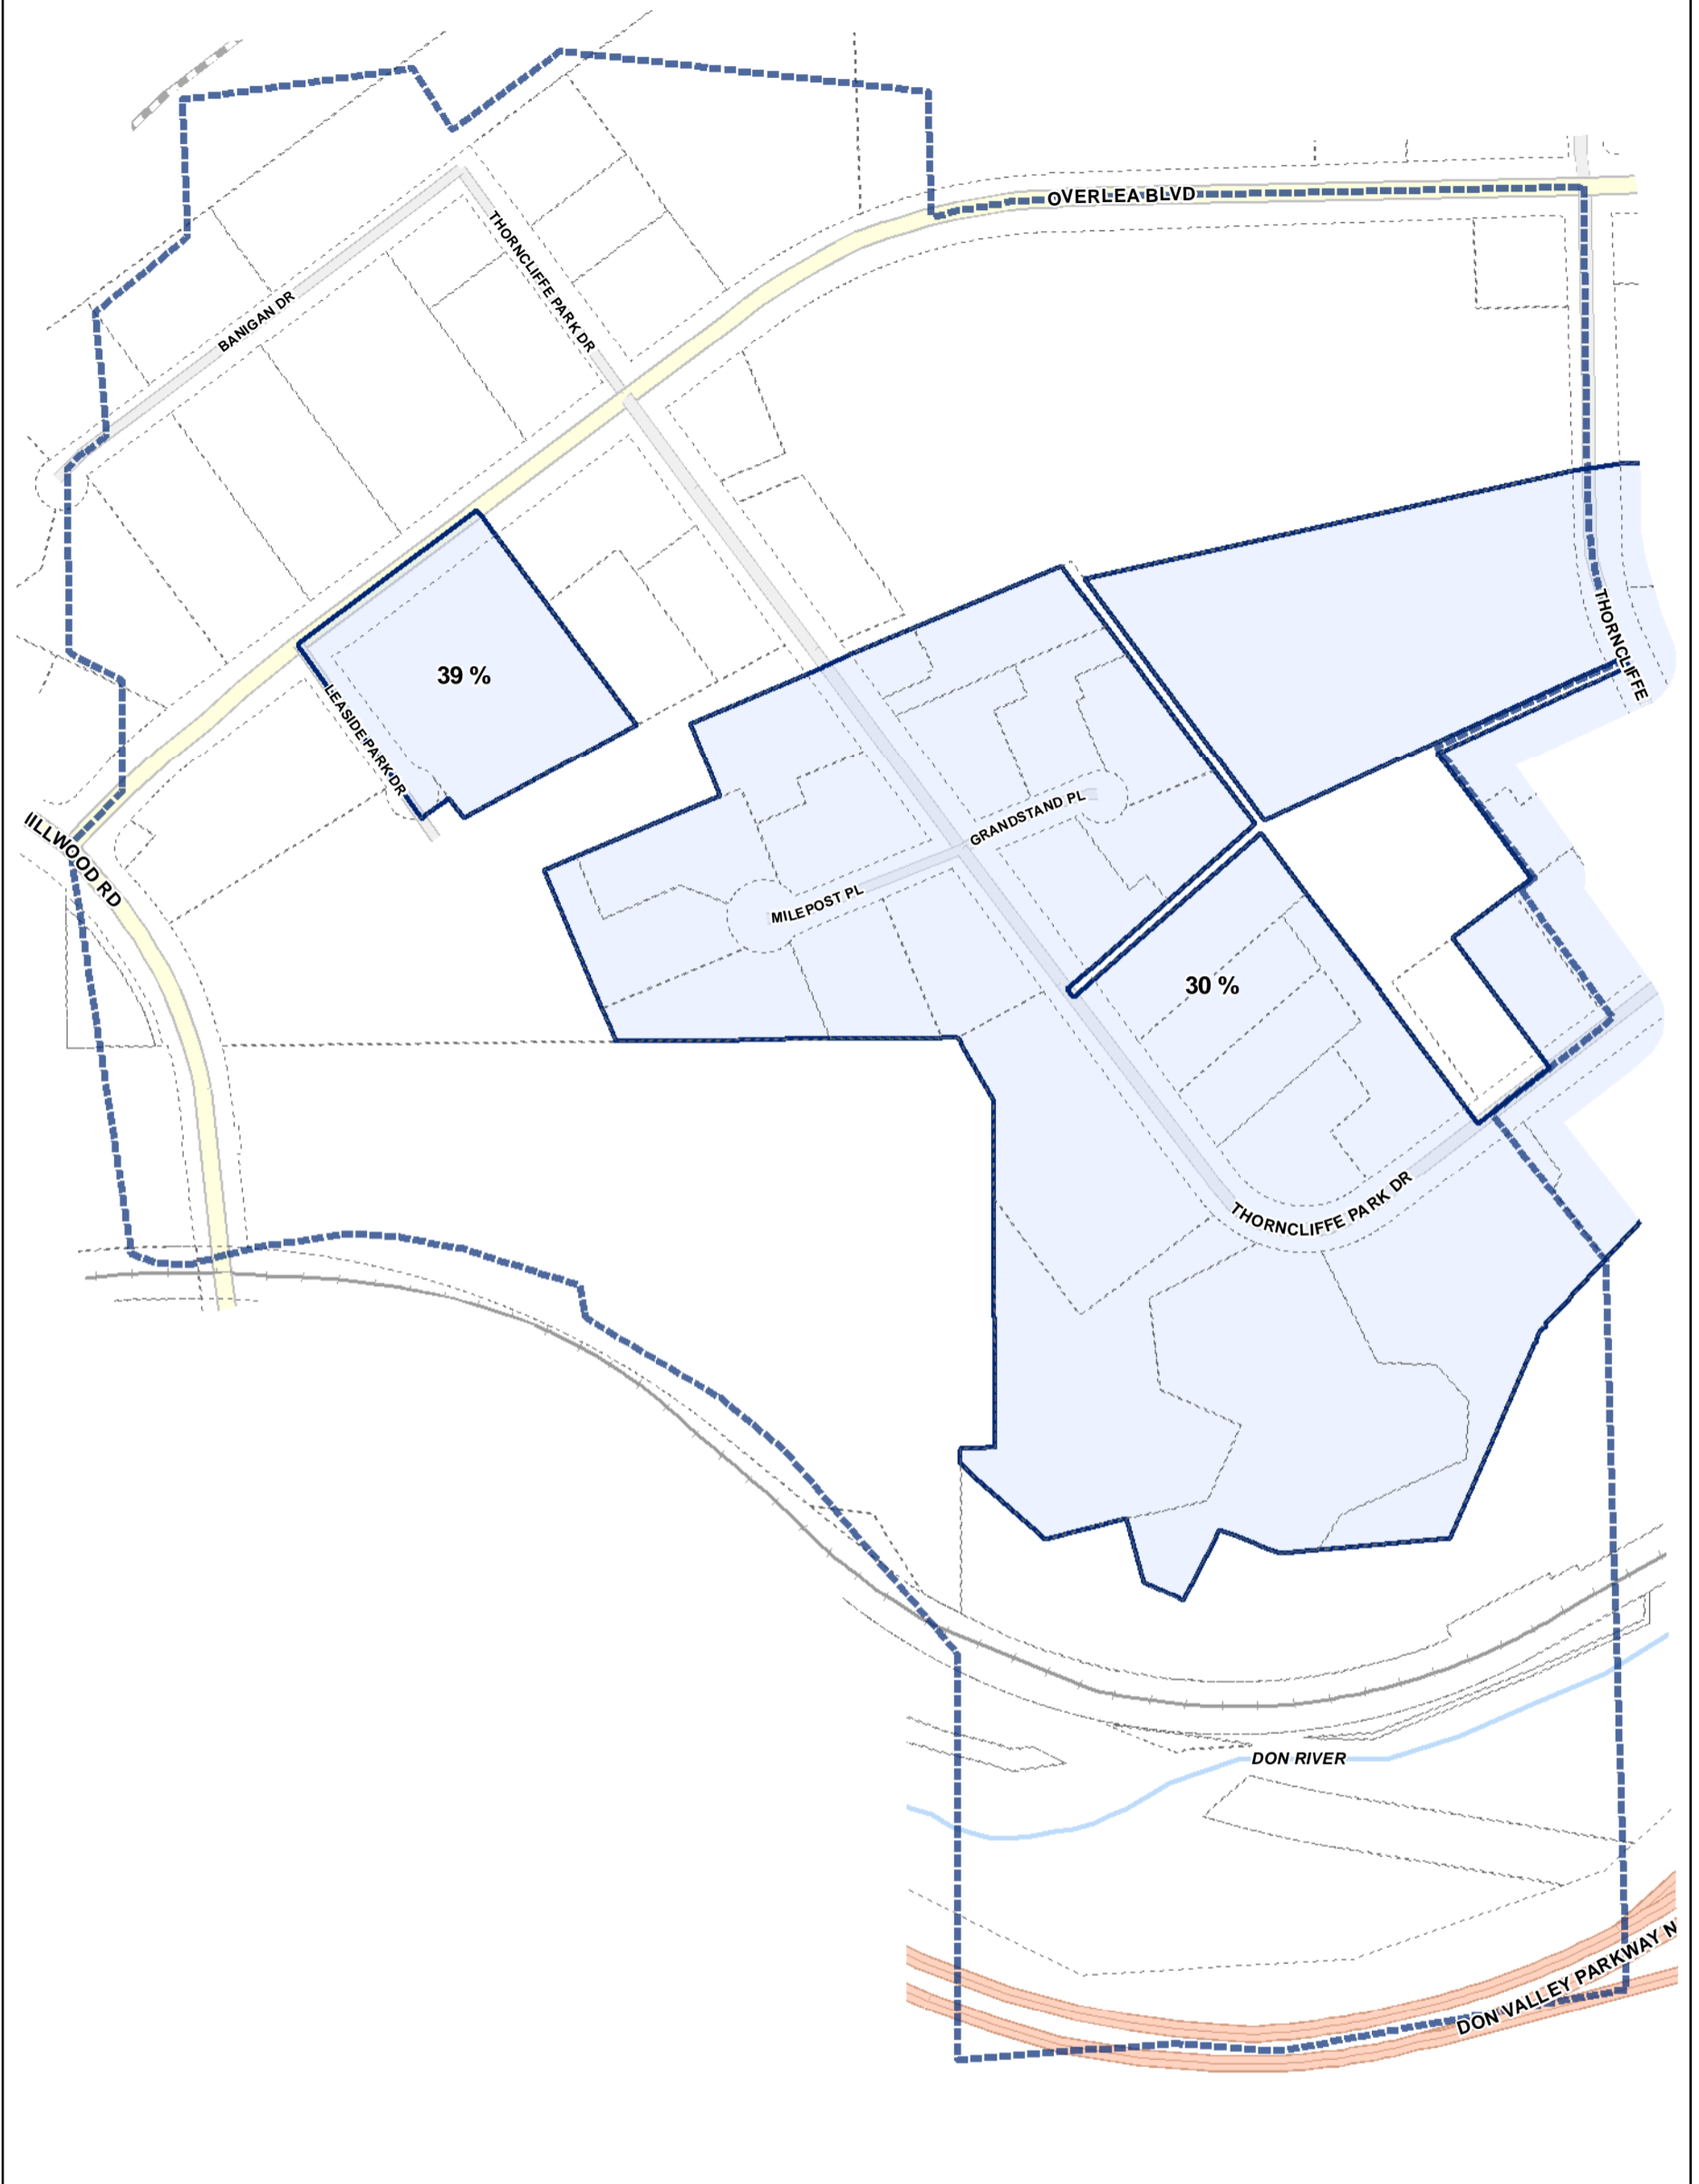 OVERLEA BLVD
THORNCLIFFE PARK DR
BANIGAN DR
39 %
LEASIDE PARK DR
THORNCLIFFE
GRANDSTAND PL
MILEPOST PL
IILLWOOD RD
30 %
THORNCLIFFE PARK DR
DON RIVER
DON VALLEY PARKWAY N